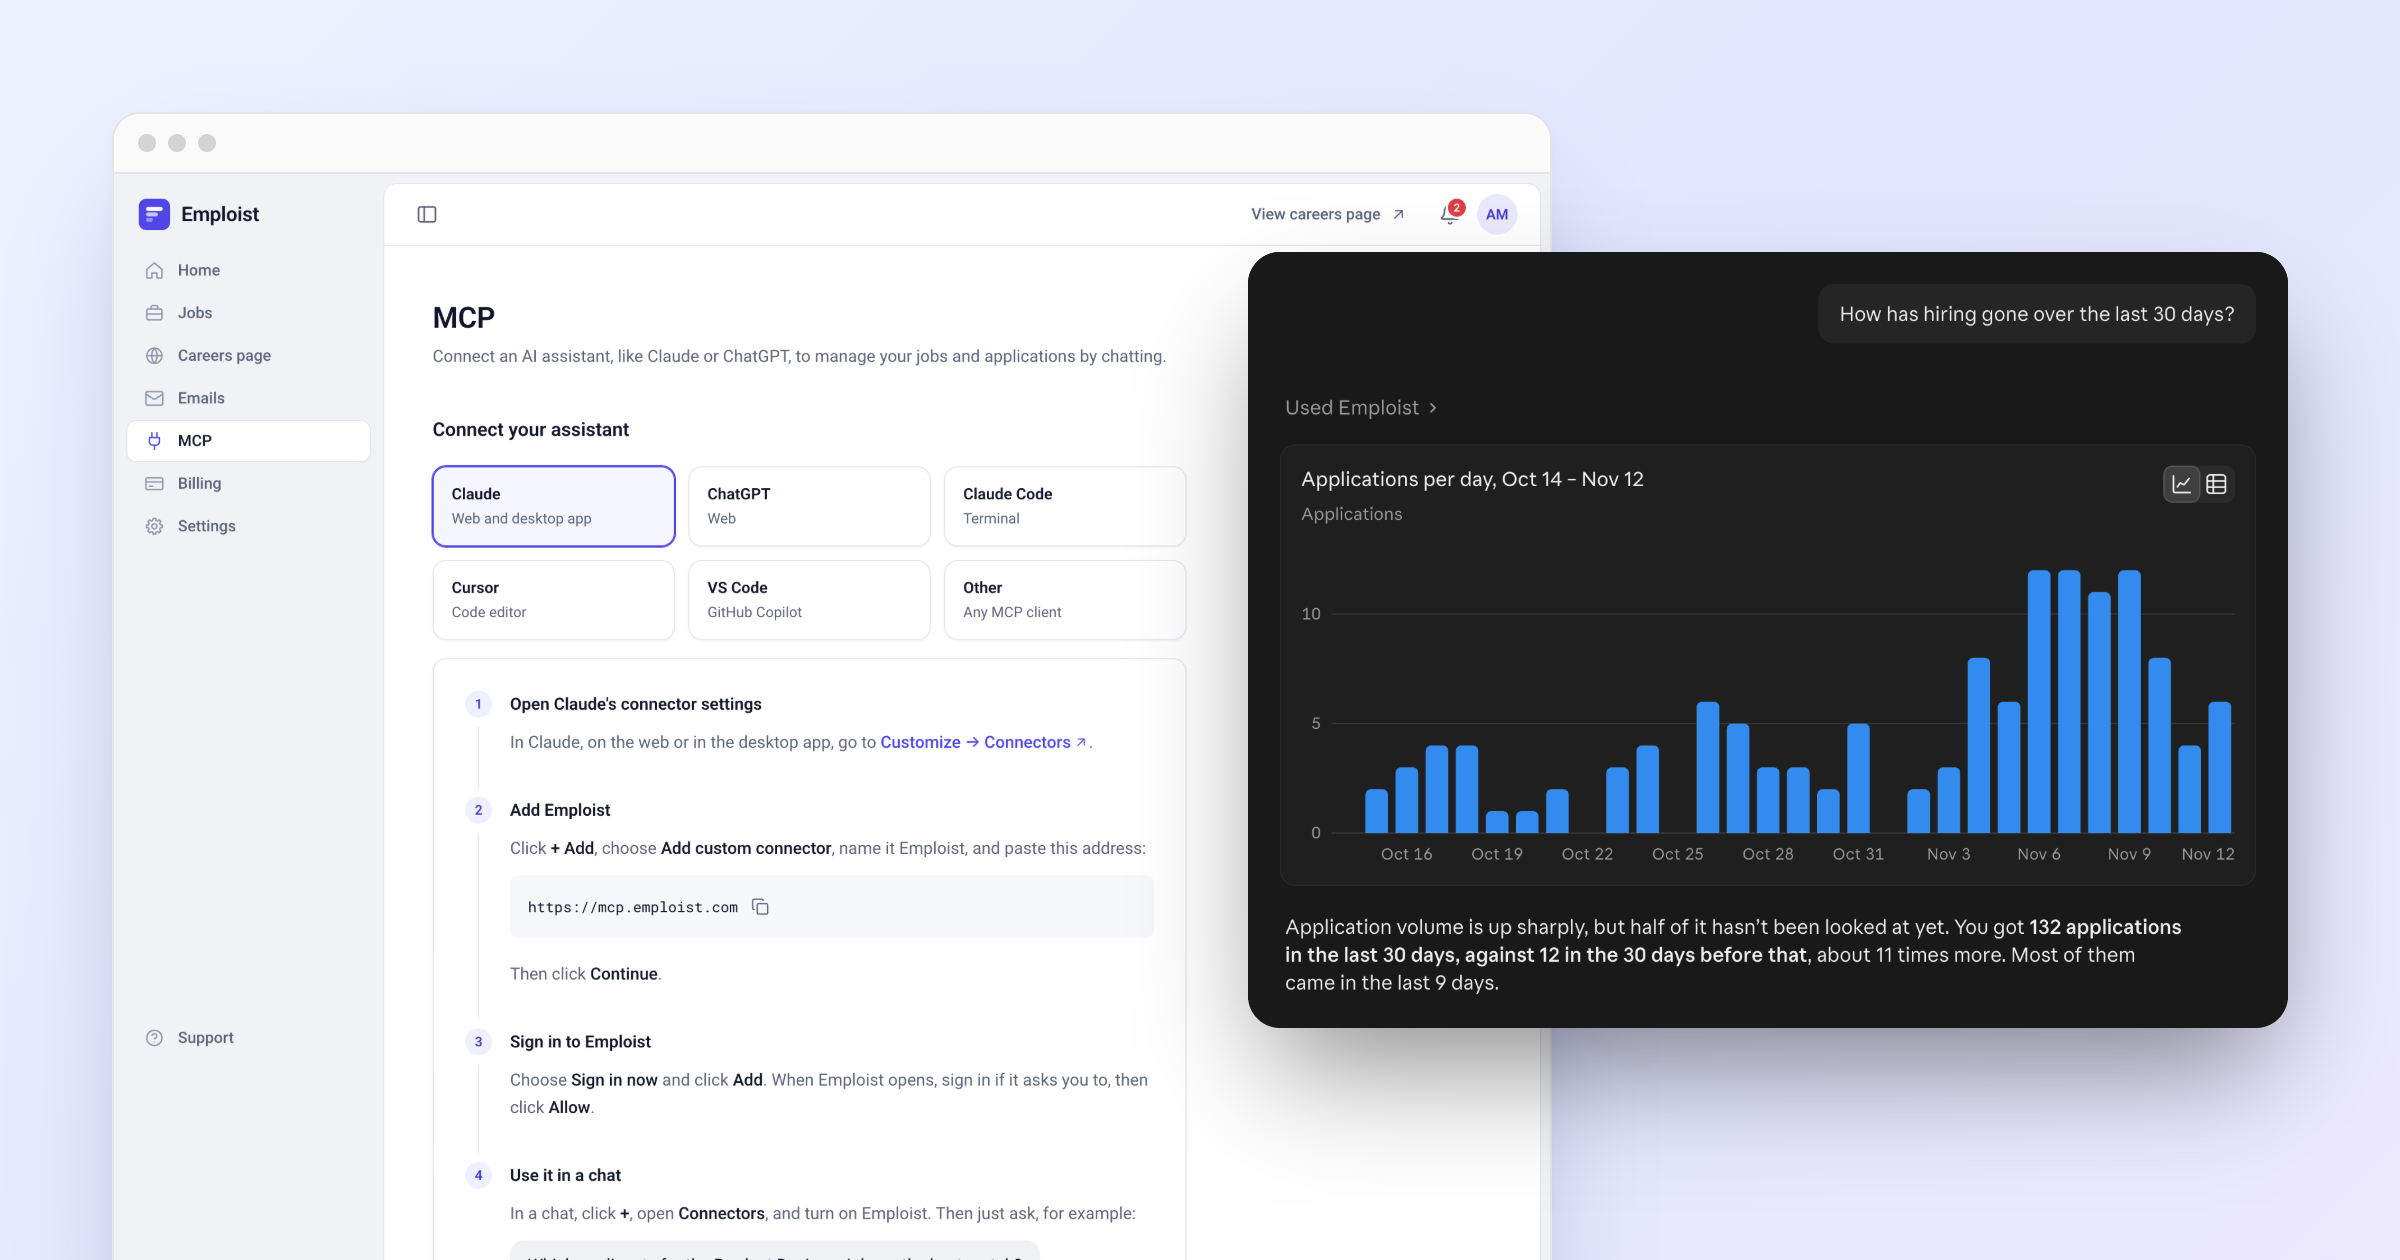 Emploist
Home
Jobs
Careers page
Emails
MCP
Billing
Settings
Support
View careers page
2
AM
MCP
Connect an AI assistant, like Claude or ChatGPT, to manage your jobs and applications by chatting.
Connect your assistant
Claude
Web and desktop app
ChatGPT
Web
Claude Code
Terminal
Cursor
Code editor
VS Code
GitHub Copilot
Other
Any MCP client
1
Open Claude's connector settings
In Claude, on the web or in the desktop app, go to Customize → Connectors ↗.
2
Add Emploist
Click + Add, choose Add custom connector, name it Emploist, and paste this address:
https://mcp.emploist.com
Then click Continue.
3
Sign in to Emploist
Choose Sign in now and click Add. When Emploist opens, sign in if it asks you to, then
click Allow.
4
Use it in a chat
In a chat, click +, open Connectors, and turn on Emploist. Then just ask, for example:
How has hiring gone over the last 30 days?
Used Emploist
Applications per day, Oct 14 – Nov 12
Applications
10
5
0
Oct 16 Oct 19 Oct 22 Oct 25 Oct 28 Oct 31 Nov 3 Nov 6 Nov 9 Nov 12
Application volume is up sharply, but half of it hasn't been looked at yet. You got 132 applications
in the last 30 days, against 12 in the 30 days before that, about 11 times more. Most of them
came in the last 9 days.